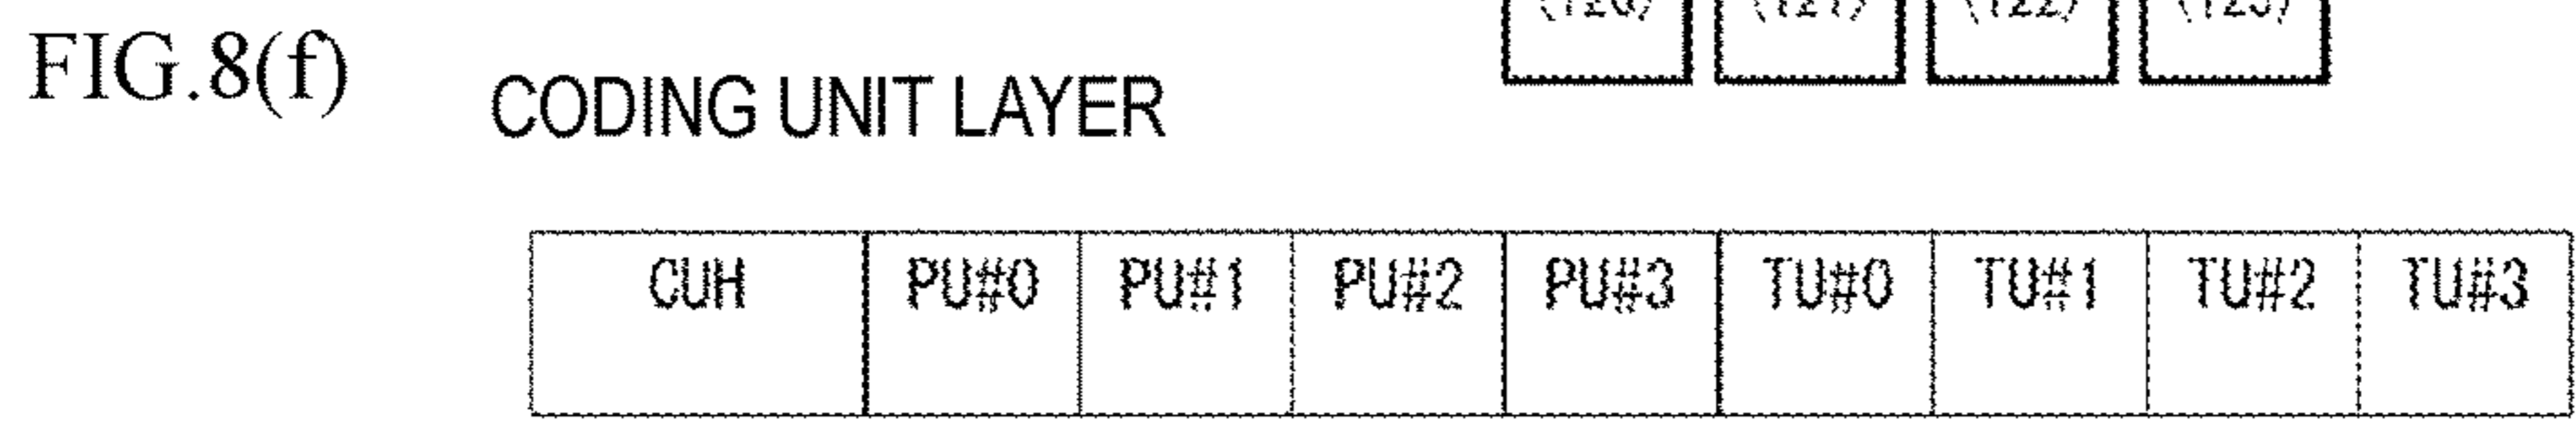 FIG.8(f)
CODING UNIT LAYER
CUH PU#0 PU#1 PU#2 PU#3 TU#0 TU#1 TU#2 TU#3